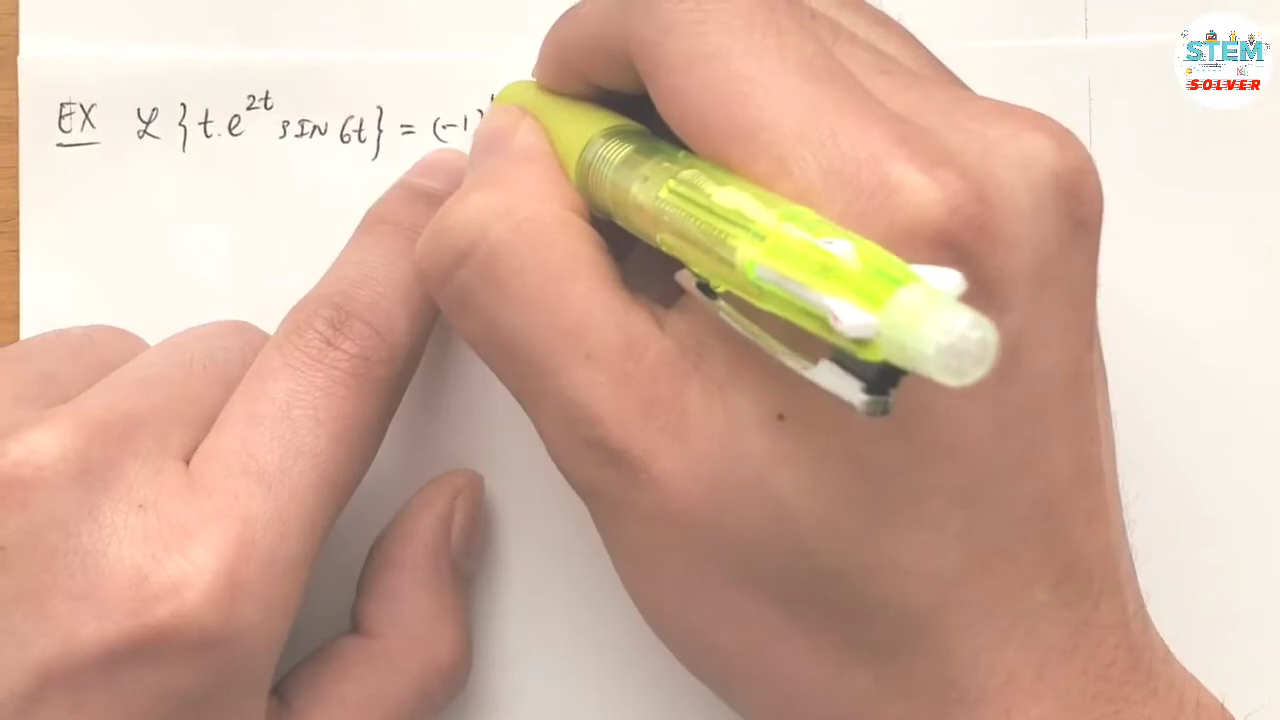 EX ℒ{t.e^{2t} SIN 6t} = (-1)
STEM
SOLVER